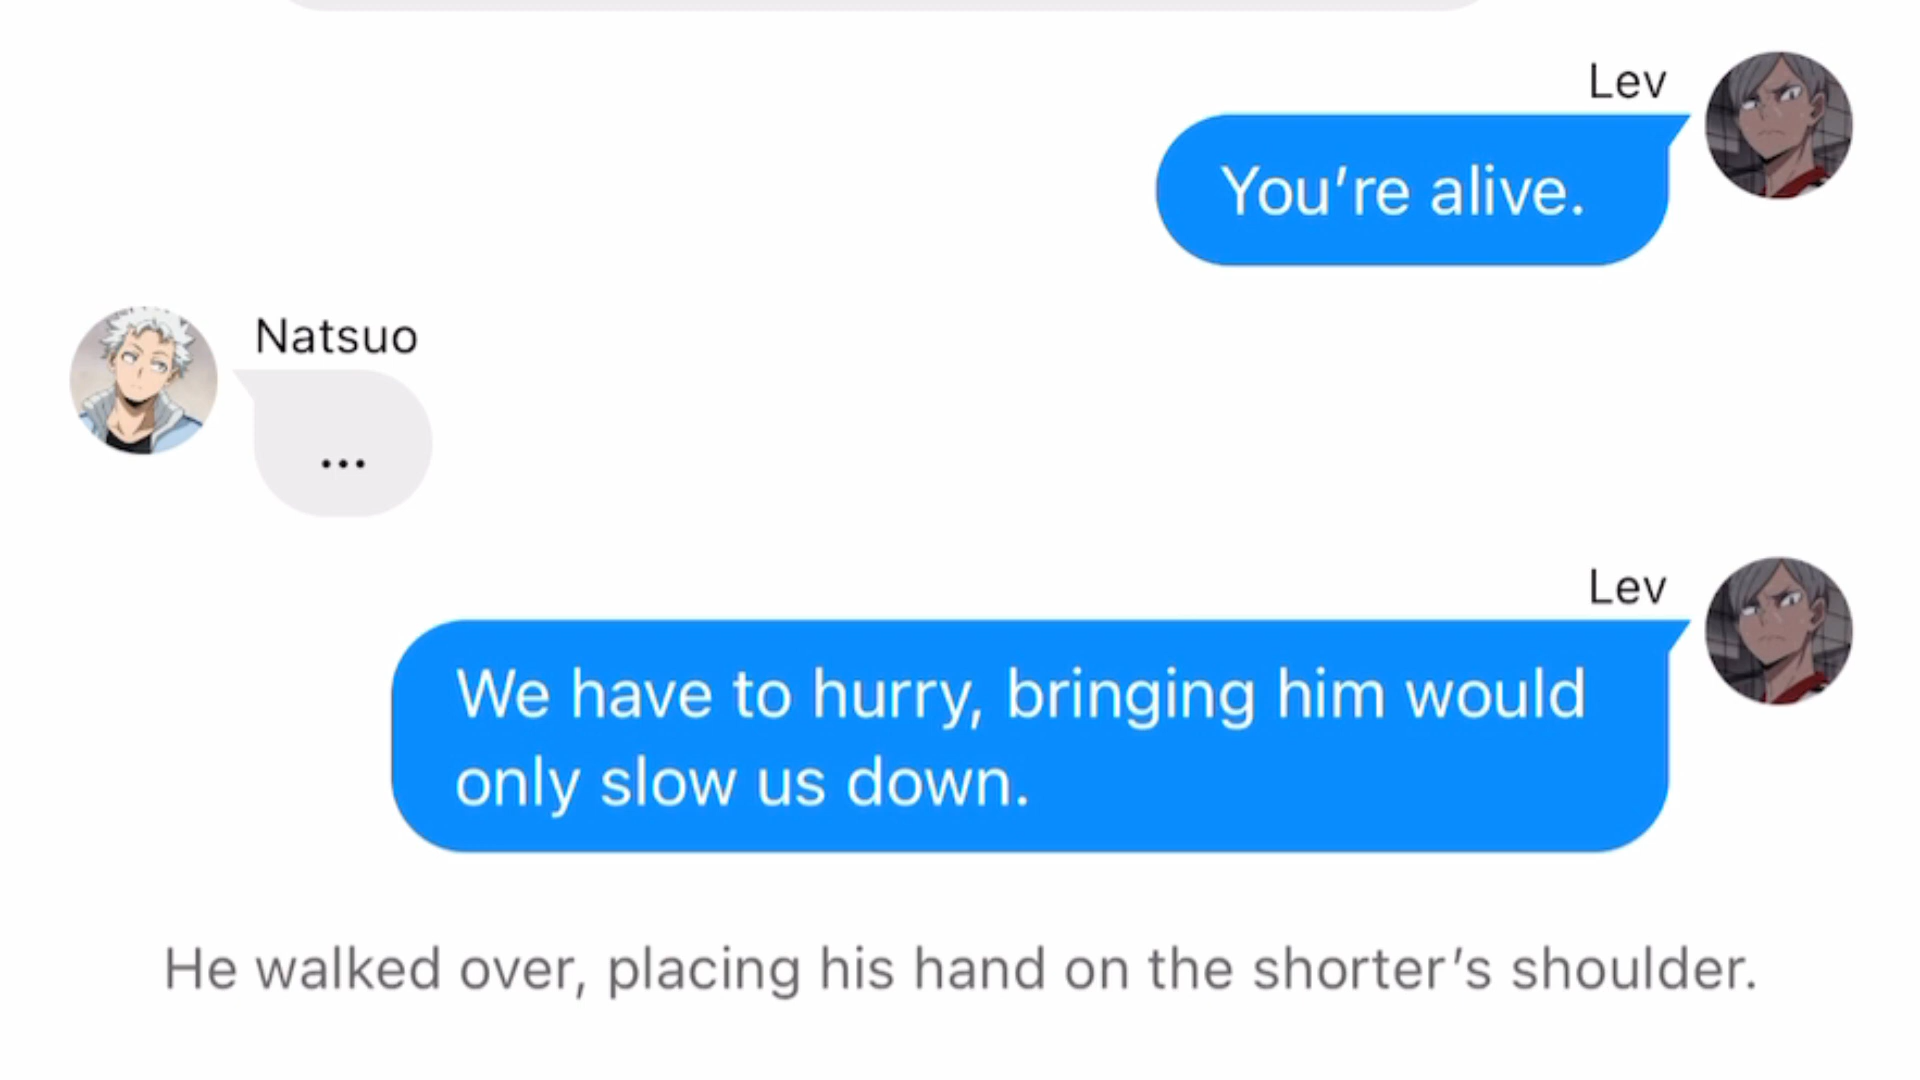 Lev
You’re alive.
Natsuo
...
Lev
We have to hurry, bringing him would
only slow us down.
He walked over, placing his hand on the shorter’s shoulder.